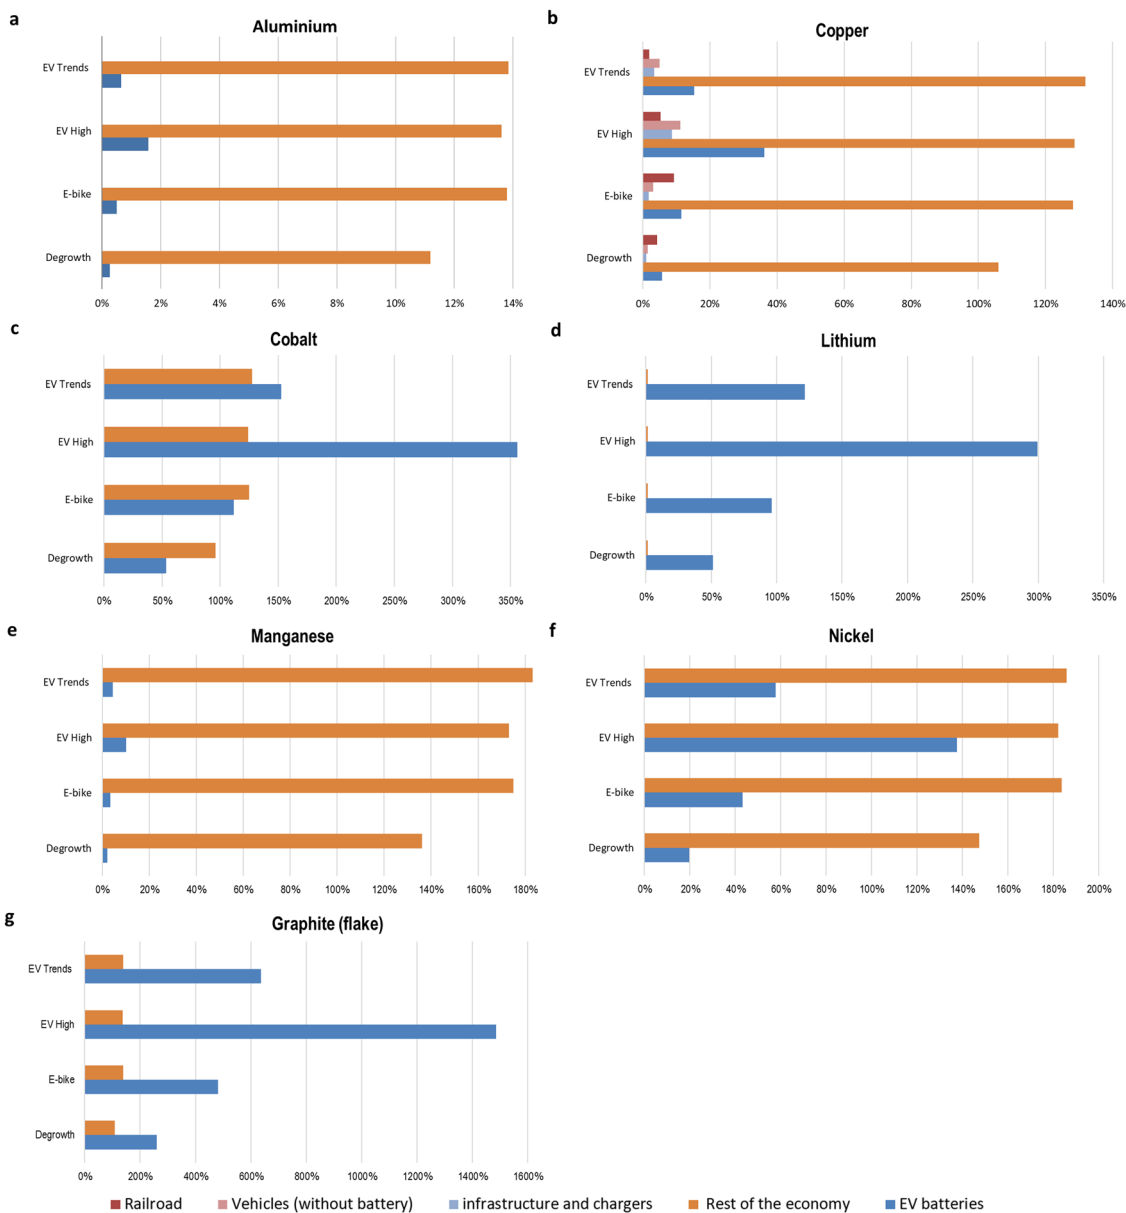 a
Aluminium
EV Trends
EV High
E-bike
Degrowth
0% 2% 4% 6% 8% 10% 12% 14%
b
Copper
EV Trends
EV High
E-bike
Degrowth
0% 20% 40% 60% 80% 100% 120% 140%
c
Cobalt
EV Trends
EV High
E-bike
Degrowth
0% 50% 100% 150% 200% 250% 300% 350%
d
Lithium
EV Trends
EV High
E-bike
Degrowth
0% 50% 100% 150% 200% 250% 300% 350%
e
Manganese
EV Trends
EV High
E-bike
Degrowth
0% 20% 40% 60% 80% 100% 120% 140% 160% 180%
f
Nickel
EV Trends
EV High
E-bike
Degrowth
0% 20% 40% 60% 80% 100% 120% 140% 160% 180% 200%
g
Graphite (flake)
EV Trends
EV High
E-bike
Degrowth
0% 200% 400% 600% 800% 1000% 1200% 1400% 1600%
Railroad Vehicles (without battery) infrastructure and chargers Rest of the economy EV batteries